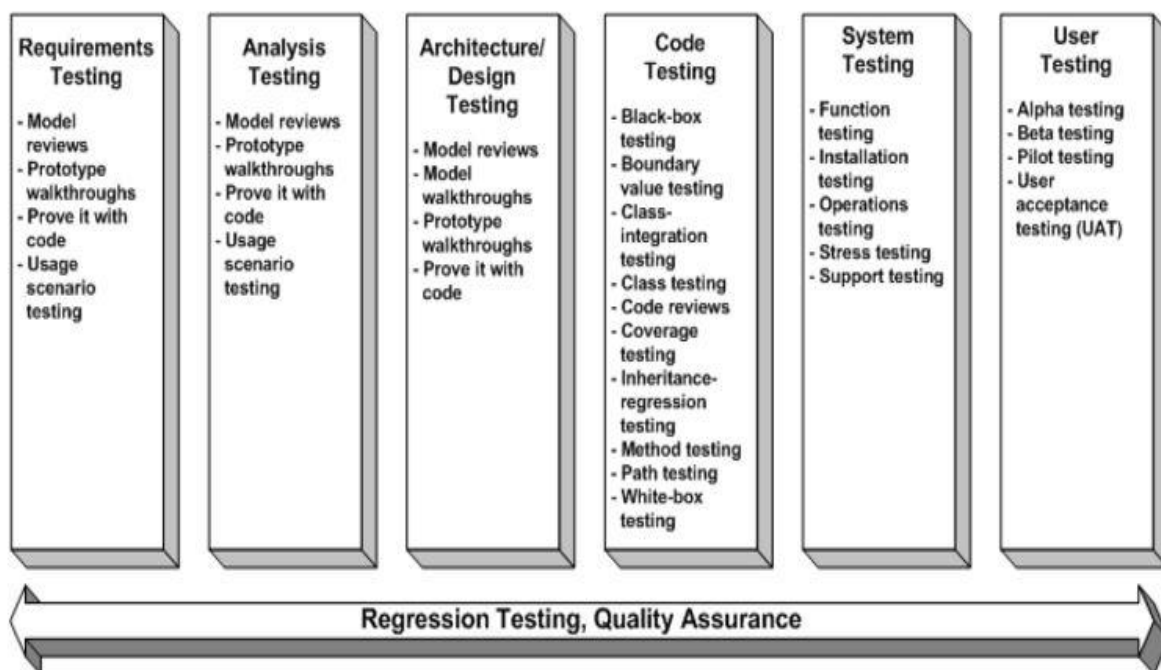 Requirements
Testing
- Model
reviews
- Prototype
walkthroughs
- Prove it with
code
- Usage
scenario
testing
Analysis
Testing
- Model reviews
- Prototype
walkthroughs
- Prove it with
code
- Usage
scenario
testing
Architecture/
Design
Testing
- Model reviews
- Model
walkthroughs
- Prototype
walkthroughs
- Prove it with
code
Code
Testing
- Black-box
testing
- Boundary
value testing
- Class-
integration
testing
- Class testing
- Code reviews
- Coverage
testing
- Inheritance-
regression
testing
- Method testing
- Path testing
- White-box
testing
System
Testing
- Function
testing
- Installation
testing
- Operations
testing
- Stress testing
- Support testing
User
Testing
- Alpha testing
- Beta testing
- Pilot testing
- User
acceptance
testing (UAT)
Regression Testing, Quality Assurance